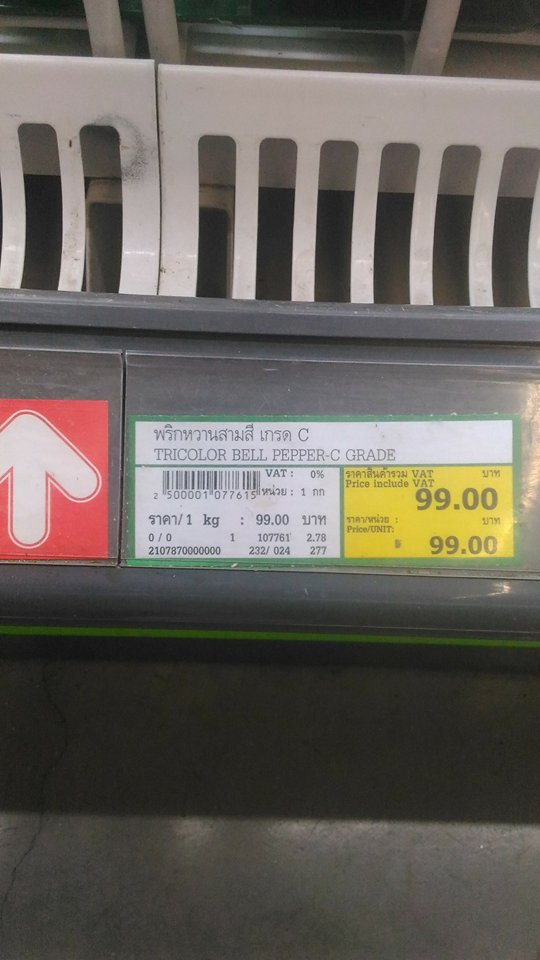 พริกหวานสามสี เกรด C
TRICOLOR BELL PEPPER-C GRADE
VAT : 0%
2 500001 077615
หน่วย : 1 กก
ราคา/1 kg : 99.00 บาท
0 / 0 1 107761 2.78
2107870000000 232/ 024 277
ราคาสินค้ารวม VAT บาท
Price include VAT
99.00
ราคา/หน่วย : บาท
Price/UNIT:
99.00